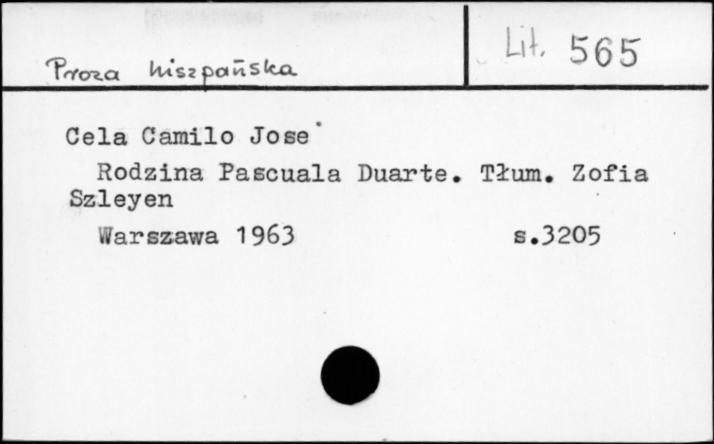 Proza hiszpańska
Lit. 565
Cela Camilo Jose
Rodzina Pascuala Duarte. Tłum. Zofia
Szleyen
Warszawa 1963 s.3205